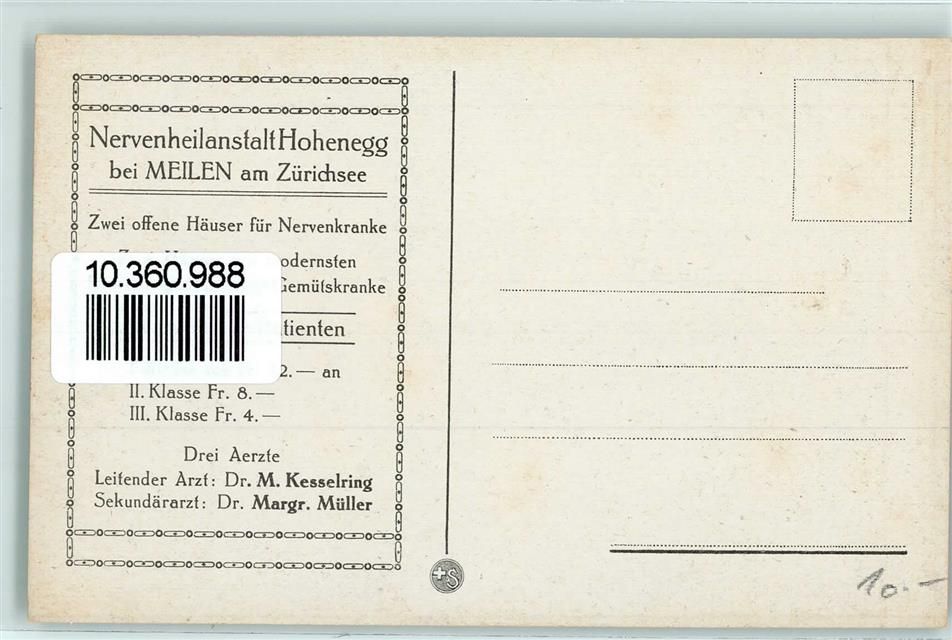 Nervenheilanstalt Hohenegg
bei MEILEN am Zürichsee
Zwei offene Häuser für Nervenkranke
odernsten
10.360.988
Gemütskranke
tienten
2.— an
II. Klasse Fr. 8.—
III. Klasse Fr. 4.—
Drei Aerzte
Leitender Arzt: Dr. M. Kesselring
Sekundärarzt: Dr. Margr. Müller
+S
10.–